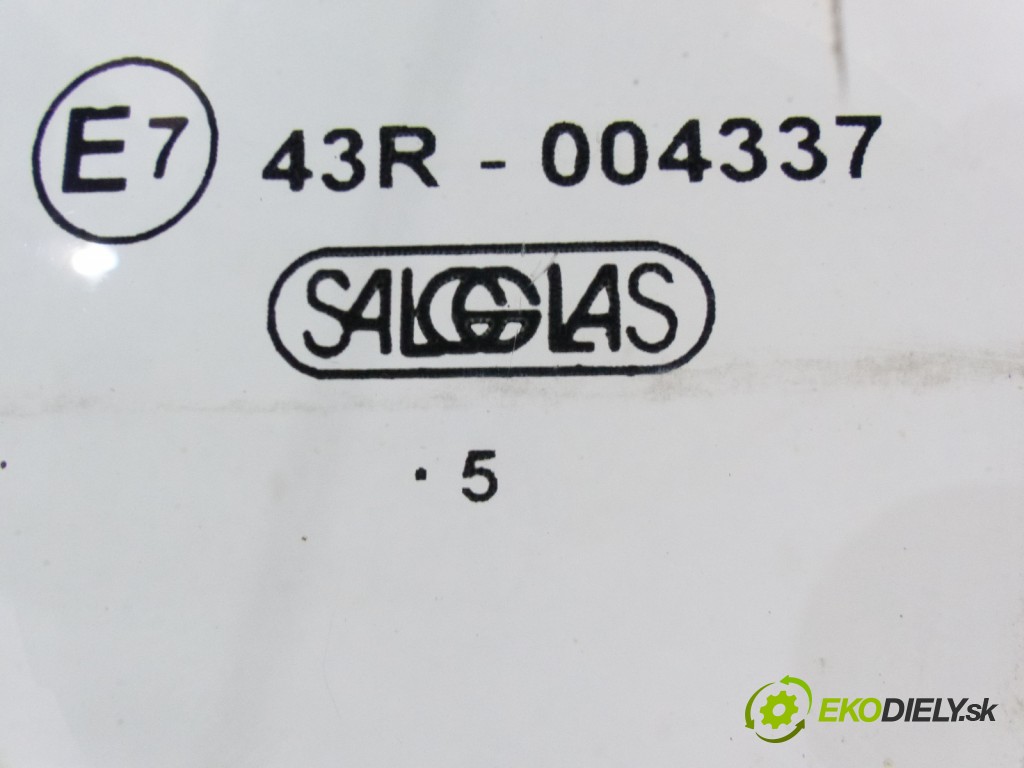 E7 43R - 004337
SALGGLAS
. 5
EKODIELY.sk